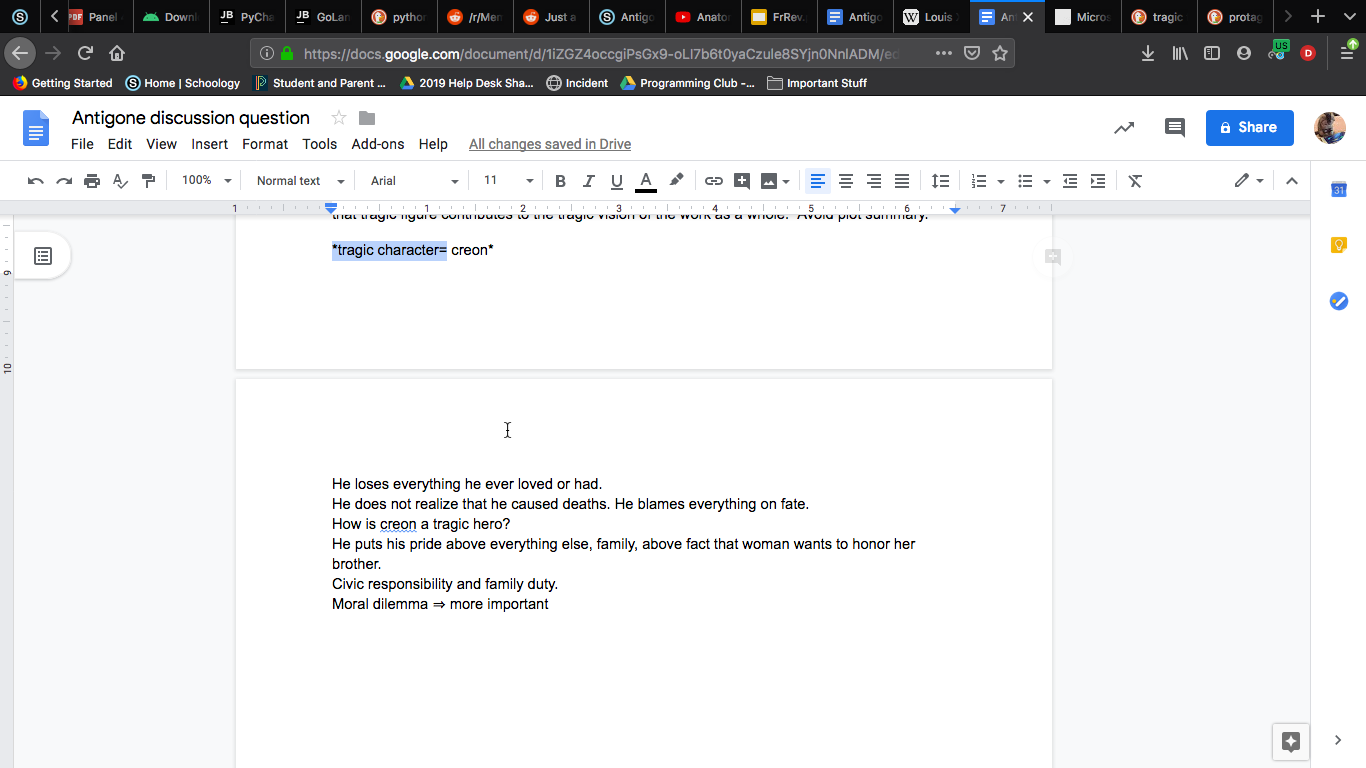 PDF Panel Downl JB PyCha JB GoLan python /r/Men Just a Antigo Anator FrRev. Antigo W Louis An Micros tragic protag
https://docs.google.com/document/d/1iZGZ4occgiPsGx9-oLI7b6t0yaCzule8SYjn0NnlADM/ed US D
Getting Started Home | Schoology Student and Parent ... 2019 Help Desk Sha... Incident Programming Club -... Important Stuff
Antigone discussion question
File Edit View Insert Format Tools Add-ons Help All changes saved in Drive
Share
100% Normal text Arial 11 B I U A
1 1 2 3 4 5 6 7
that tragic figure contributes to the tragic vision of the work as a whole. Avoid plot summary.
*tragic character= creon*
9
31
10
He loses everything he ever loved or had.
He does not realize that he caused deaths. He blames everything on fate.
How is creon a tragic hero?
He puts his pride above everything else, family, above fact that woman wants to honor her
brother.
Civic responsibility and family duty.
Moral dilemma ⇒ more important